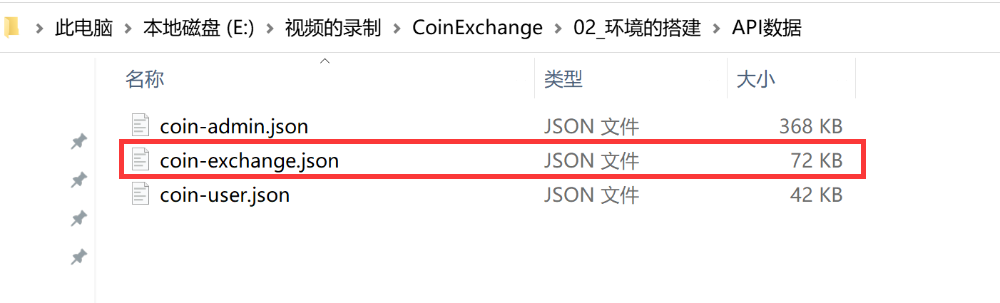 此电脑 > 本地磁盘 (E:) > 视频的录制 > CoinExchange > 02_环境的搭建 > API数据
名称 类型 大小
coin-admin.json JSON 文件 368 KB
coin-exchange.json JSON 文件 72 KB
coin-user.json JSON 文件 42 KB